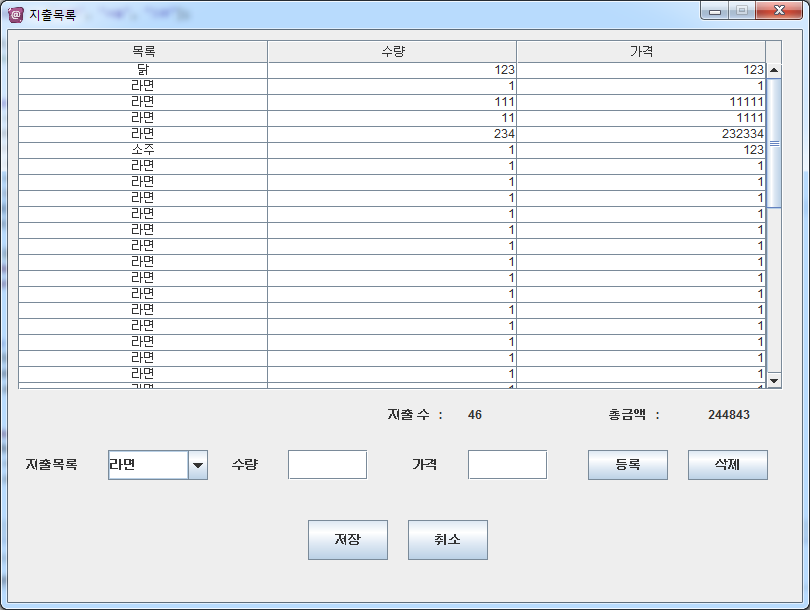 지출목록
목록 수량 가격
닭 123 123
라면 1 1
라면 111 11111
라면 11 1111
라면 234 232334
소주 1 123
라면 1 1
라면 1 1
라면 1 1
라면 1 1
라면 1 1
라면 1 1
라면 1 1
라면 1 1
라면 1 1
라면 1 1
라면 1 1
라면 1 1
라면 1 1
라면 1 1
지출 수 : 46 총금액 : 244843
지출목록 라면 수량 가격 등록 삭제
저장 취소